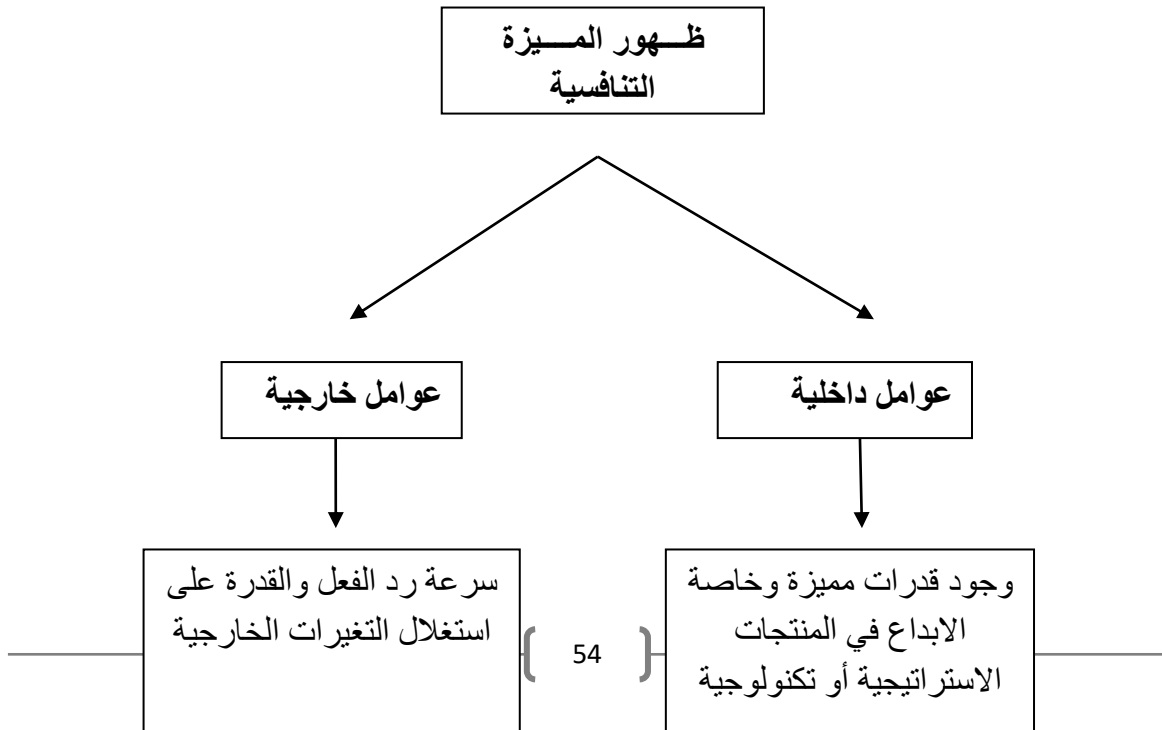 ظـــهور المـــــيزة
التنافسية
عوامل داخلية
عوامل خارجية
وجود قدرات مميزة وخاصة
الابداع في المنتجات
الاستراتيجية أو تكنولوجية
سرعة رد الفعل والقدرة على
استغلال التغيرات الخارجية
54